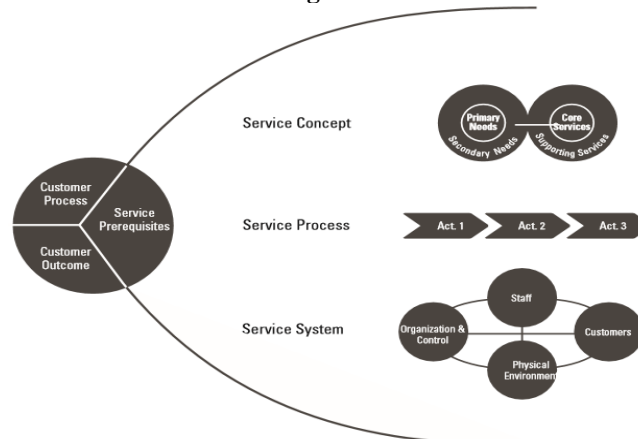 Customer
Process
Customer
Outcome
Service
Prerequisites
Service Concept
Primary
Needs
Secondary Needs
Core
Services
Supporting Services
Service Process
Act. 1
Act. 2
Act. 3
Service System
Staff
Organization &
Control
Customers
Physical
Environment